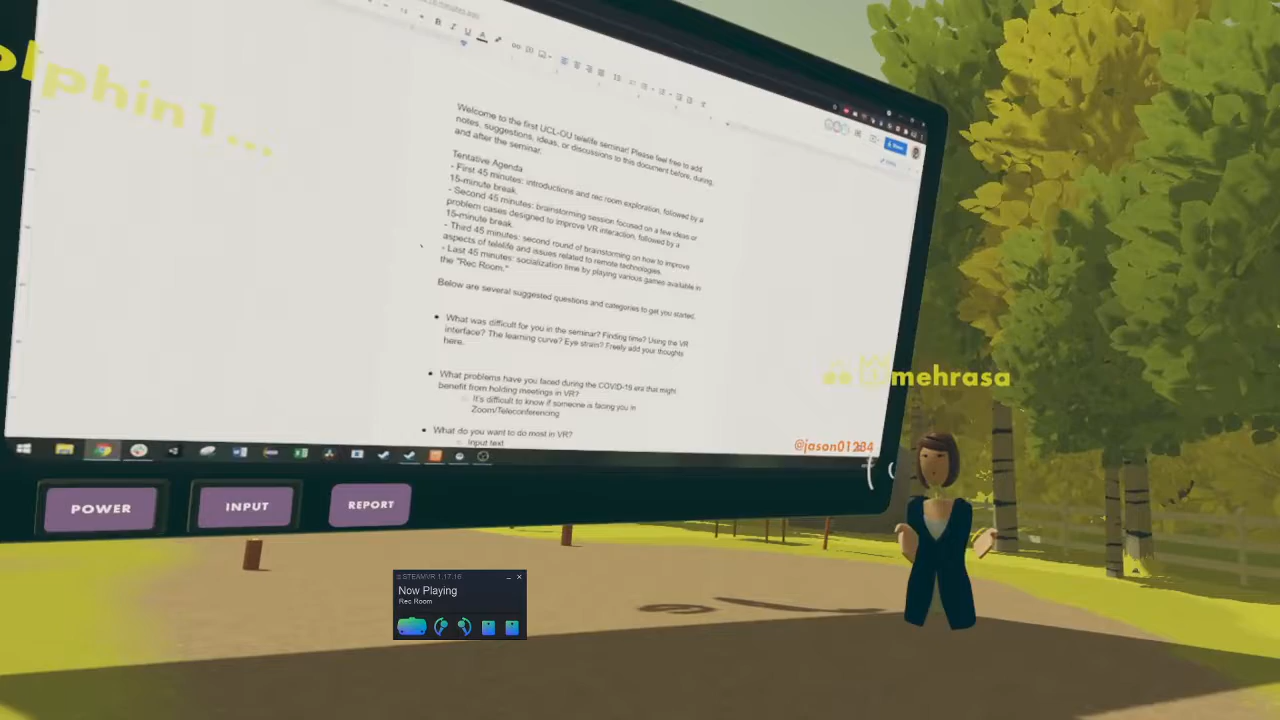 olphin1...
B I U A
Share
Welcome to the first UCL-OU telelife seminar! Please feel free to add
notes, suggestions, ideas, or discussions to this document before, during,
and after the seminar.
Tentative Agenda
- First 45 minutes: introductions and rec room exploration, followed by a
15-minute break.
- Second 45 minutes: brainstorming session focused on a few ideas or
problem cases designed to improve VR interaction, followed by a
15-minute break.
- Third 45 minutes: second round of brainstorming on how to improve
aspects of telelife and issues related to remote technologies.
- Last 45 minutes: socialization time by playing various games available in
the "Rec Room."
Below are several suggested questions and categories to get you started.
• What was difficult for you in the seminar? Finding time? Using the VR
interface? The learning curve? Eye strain? Freely add your thoughts
here.
• What problems have you faced during the COVID-19 era that might
benefit from holding meetings in VR?
○ It's difficult to know if someone is facing you in
Zoom/Teleconferencing
• What do you want to do most in VR?
○ Input text
mehrasa
@jason01234
POWER
INPUT
REPORT
STEAMVR 1.17.16
Now Playing
Rec Room